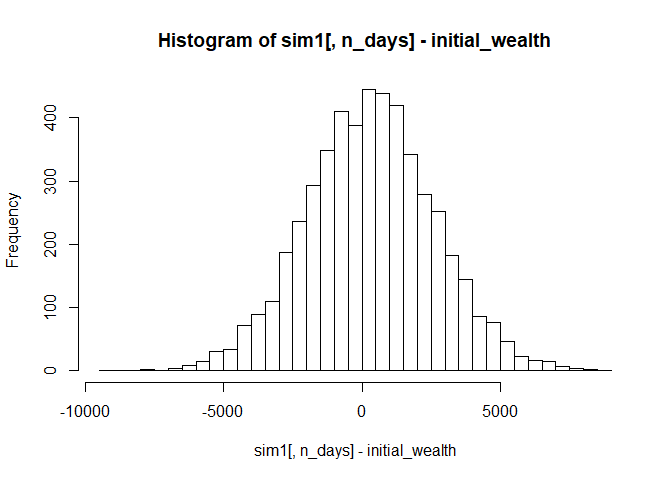 Histogram of sim1[, n_days] - initial_wealth
Frequency
400
300
200
100
0
-10000 -5000 0 5000
sim1[, n_days] - initial_wealth